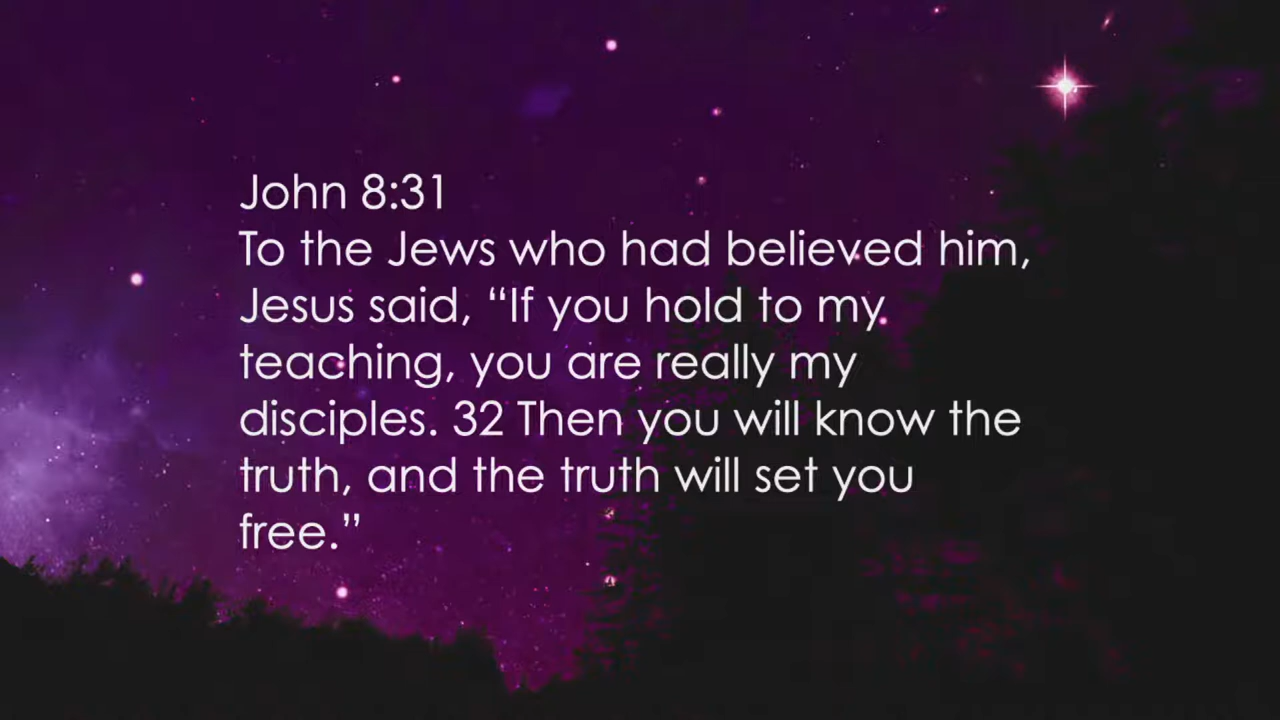 John 8:31
To the Jews who had believed him,
Jesus said, “If you hold to my
teaching, you are really my
disciples. 32 Then you will know the
truth, and the truth will set you
free.”